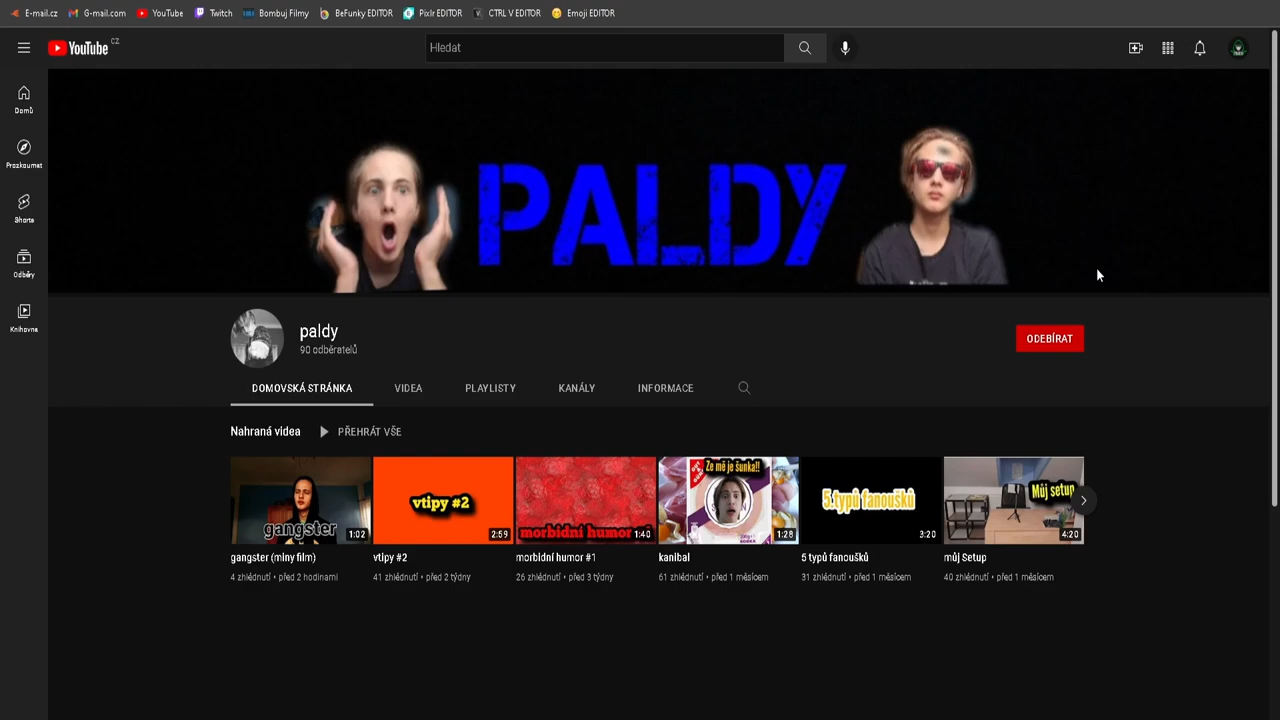 E-mail.cz G-mail.com YouTube Twitch Bombuj Filmy BeFunky EDITOR Pixlr EDITOR CTRL V EDITOR Emoji EDITOR
YouTube CZ
Hledat
Domů
Prozkoumat
Shorts
Odběry
Knihovna
PALDY
paldy
90 odběratelů
ODEBÍRAT
DOMOVSKÁ STRÁNKA VIDEA PLAYLISTY KANÁLY INFORMACE
Nahraná videa PŘEHRÁT VŠE
gangster 1:02
vtipy #2 2:59
morbidní humor 1:40
Ze mě je šunka!! 1:28
5.typů fanoušků 3:20
Můj setup 4:20
gangster (miny film) vtipy #2 morbidní humor #1 kanibal 5 typů fanoušků můj Setup
4 zhlédnutí • před 2 hodinami 41 zhlédnutí • před 2 týdny 26 zhlédnutí • před 3 týdny 61 zhlédnutí • před 1 měsícem 31 zhlédnutí • před 1 měsícem 40 zhlédnutí • před 1 měsícem